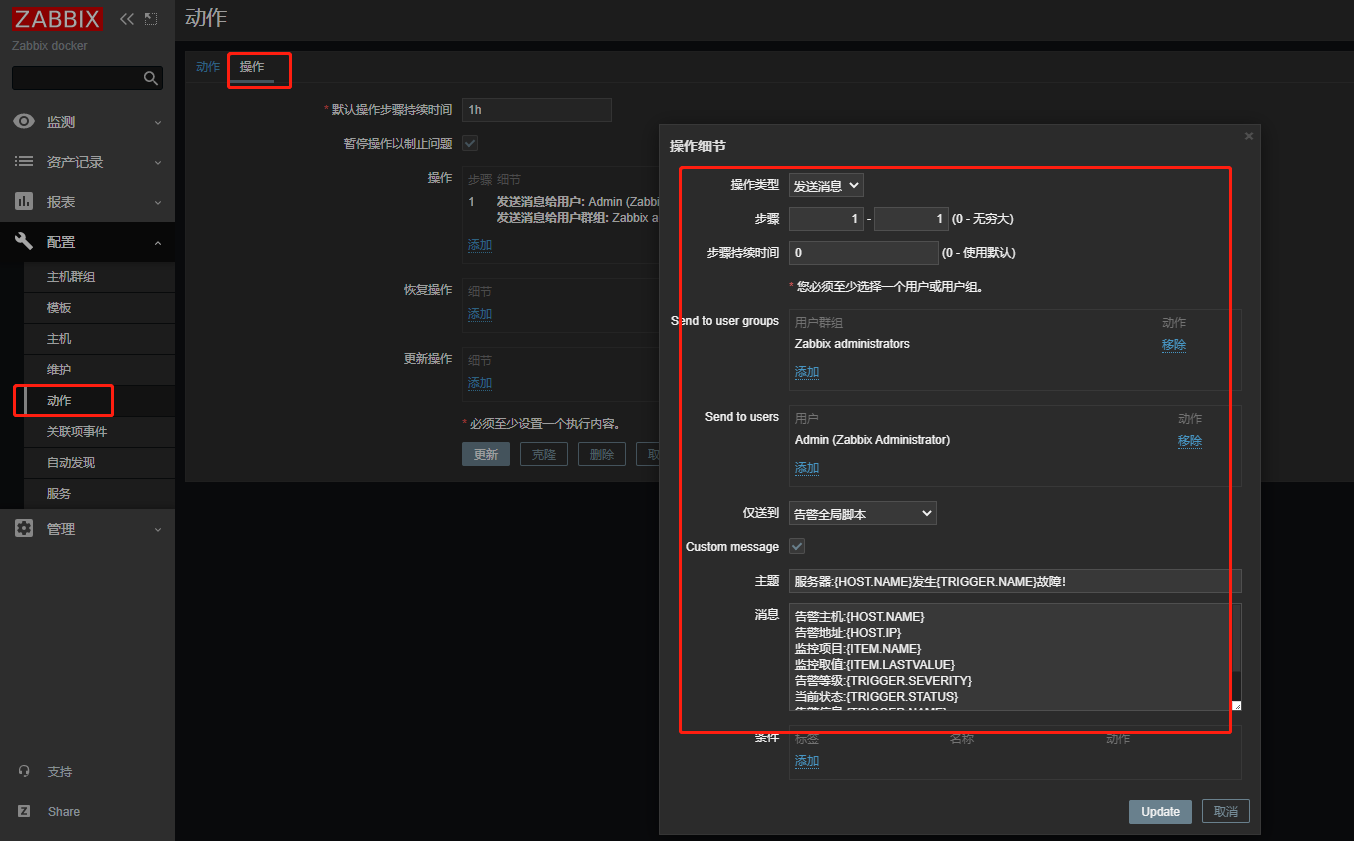 ZABBIX
Zabbix docker
监测
资产记录
报表
配置
主机群组
模板
主机
维护
动作
关联项事件
自动发现
服务
管理
支持
Share
动作
动作 操作
* 默认操作步骤持续时间 1h
暂停操作以制止问题
操作 步骤 细节
1 发送消息给用户: Admin (Zabbi
发送消息给用户群组: Zabbix a
添加
恢复操作 细节
添加
更新操作 细节
添加
* 必须至少设置一个执行内容。
更新 克隆 删除 取
操作细节
操作类型 发送消息
步骤 1 - 1 (0 - 无穷大)
步骤持续时间 0 (0 - 使用默认)
* 您必须至少选择一个用户或用户组。
Send to user groups 用户群组 动作
Zabbix administrators 移除
添加
Send to users 用户 动作
Admin (Zabbix Administrator) 移除
添加
仅送到 告警全局脚本
Custom message
主题 服务器:{HOST.NAME}发生{TRIGGER.NAME}故障!
消息 告警主机:{HOST.NAME}
告警地址:{HOST.IP}
监控项目:{ITEM.NAME}
监控取值:{ITEM.LASTVALUE}
告警等级:{TRIGGER.SEVERITY}
当前状态:{TRIGGER.STATUS}
告警信息:{TRIGGER.NAME}
条件 标签 名称 动作
添加
Update 取消